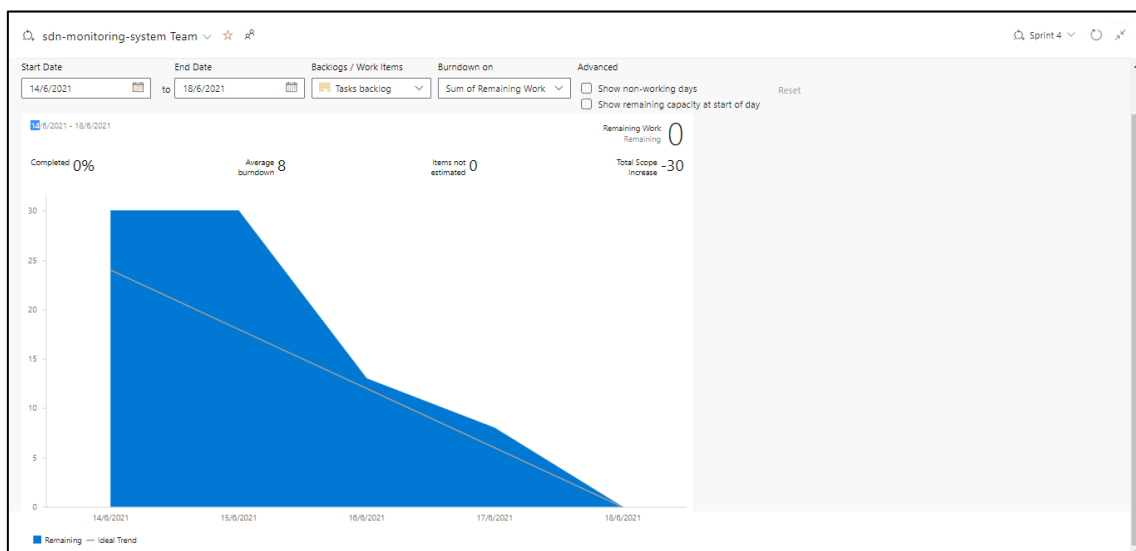 sdn-monitoring-system Team
Sprint 4
Start Date End Date Backlogs / Work Items Burndown on Advanced
14/6/2021 to 18/6/2021 Tasks backlog Sum of Remaining Work Show non-working days Reset
Show remaining capacity at start of day
14/6/2021 - 18/6/2021
Remaining Work
Remaining
0
Completed 0%
Average
burndown
8
Items not
estimated
0
Total Scope
Increase
-30
30
25
20
15
10
5
0
14/6/2021 15/6/2021 16/6/2021 17/6/2021 18/6/2021
Remaining Ideal Trend